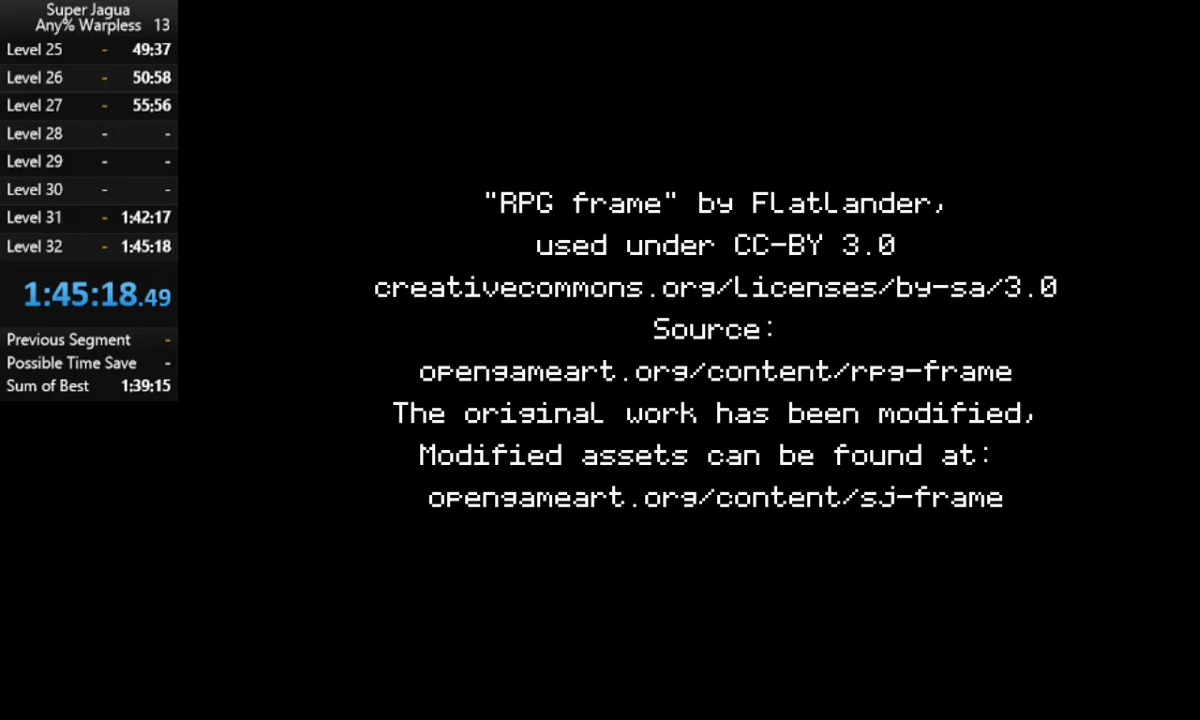 Super Jagua
Any% Warpless 13
Level 25 - 49;37
Level 26 - 50:58
Level 27 - 55;56
Level 28 - -
Level 29 - -
Level 30 - -
Level 31 - 1:42:17
Level 32 - 1:45:18
1:45:18.49
Previous Segment -
Possible Time Save -
Sum of Best 1:39:15
"RPG frame" by FLatLander,
used under CC-BY 3.0
creativecommons.org/licenses/by-sa/3.0
Source:
opengameart.org/content/rpg-frame
The original work has been modified,
Modified assets can be found at:
opengameart.org/content/sj-frame